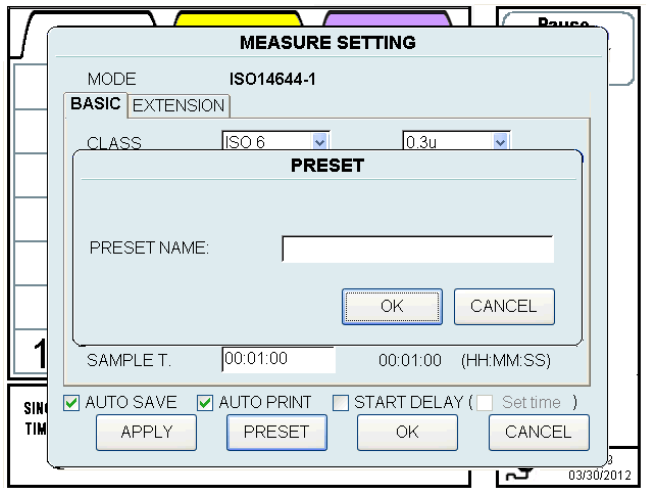 Pause
MEASURE SETTING
MODE ISO14644-1
BASIC EXTENSION
CLASS ISO 6 0.3u
PRESET
PRESET NAME:
OK CANCEL
1
SAMPLE T. 00:01:00 00:01:00 (HH:MM:SS)
AUTO SAVE AUTO PRINT START DELAY ( Set time )
SIN
TIM
APPLY PRESET OK CANCEL
03/30/2012